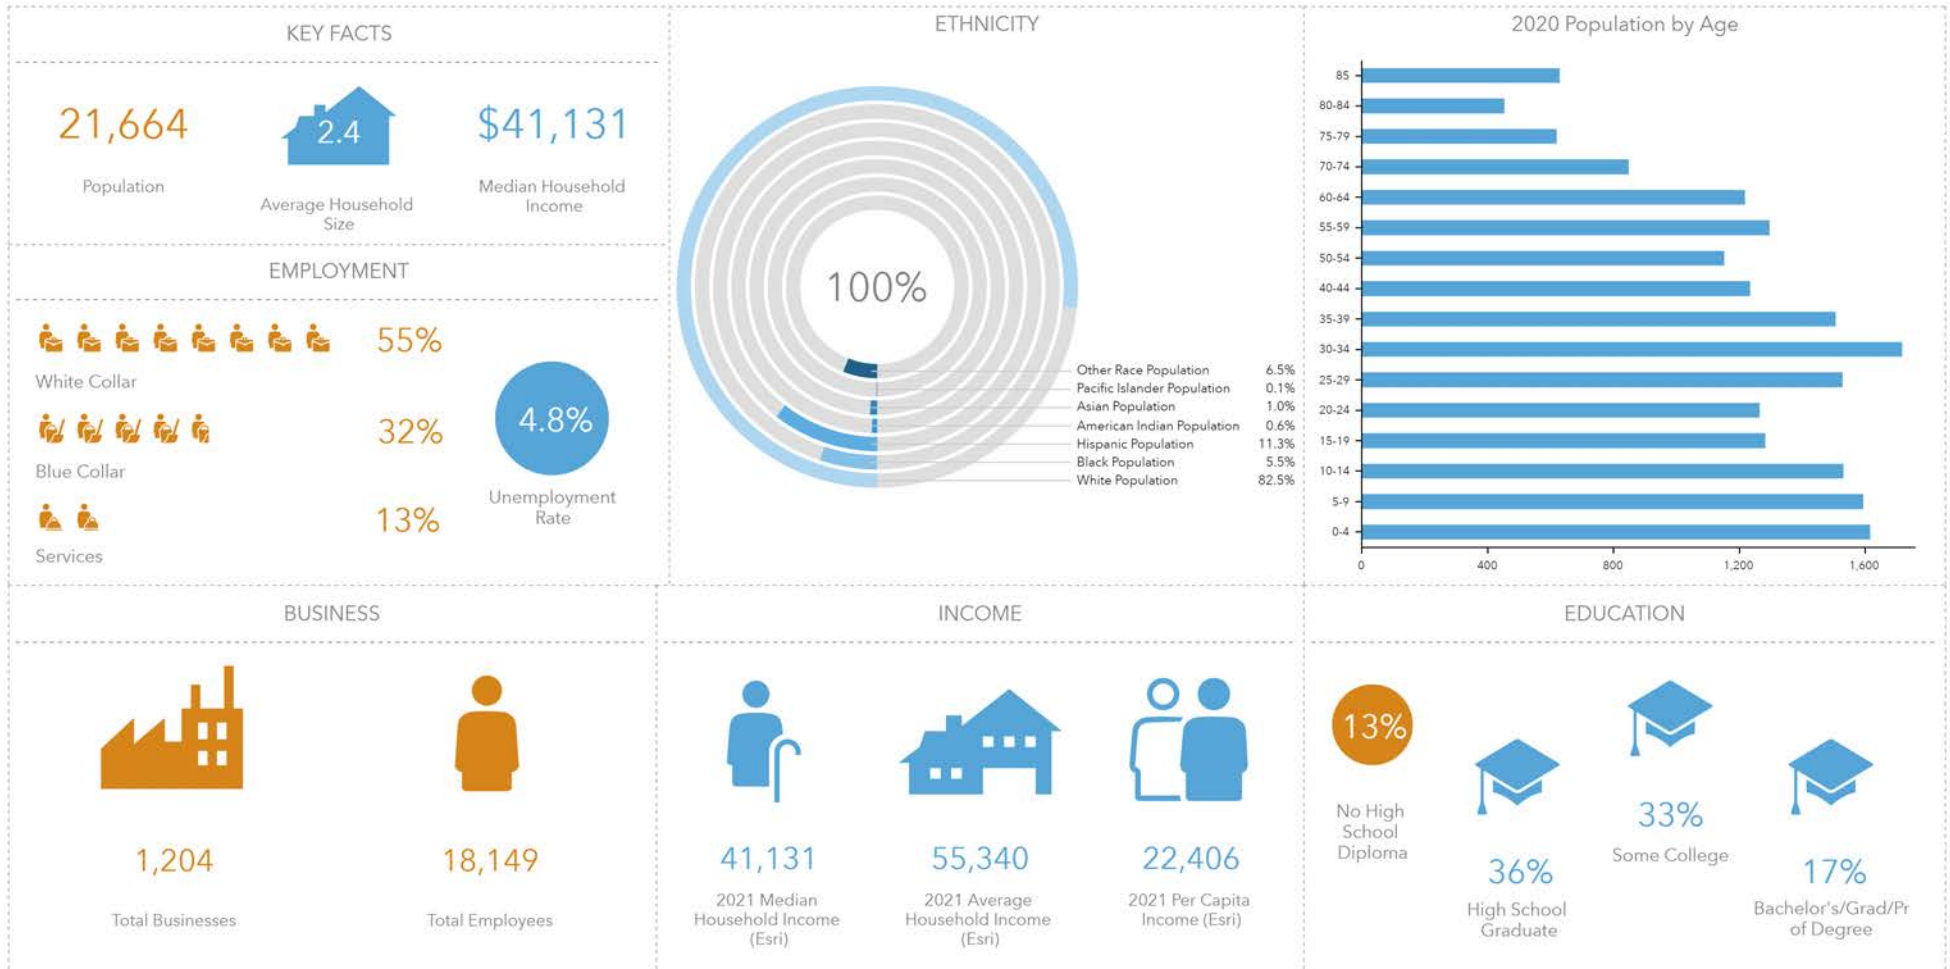 KEY FACTS
21,664
Population
2.4
Average Household
Size
$41,131
Median Household
Income
EMPLOYMENT
55%
White Collar
32%
Blue Collar
13%
Services
4.8%
Unemployment
Rate
ETHNICITY
100%
Other Race Population 6.5%
Pacific Islander Population 0.1%
Asian Population 1.0%
American Indian Population 0.6%
Hispanic Population 11.3%
Black Population 5.5%
White Population 82.5%
2020 Population by Age
85
80-84
75-79
70-74
60-64
55-59
50-54
40-44
35-39
30-34
25-29
20-24
15-19
10-14
5-9
0-4
0 400 800 1,200 1,600
BUSINESS
1,204
Total Businesses
18,149
Total Employees
INCOME
41,131
2021 Median
Household Income
(Esri)
55,340
2021 Average
Household Income
(Esri)
22,406
2021 Per Capita
Income (Esri)
EDUCATION
13%
No High
School
Diploma
36%
High School
Graduate
33%
Some College
17%
Bachelor's/Grad/Pr
of Degree